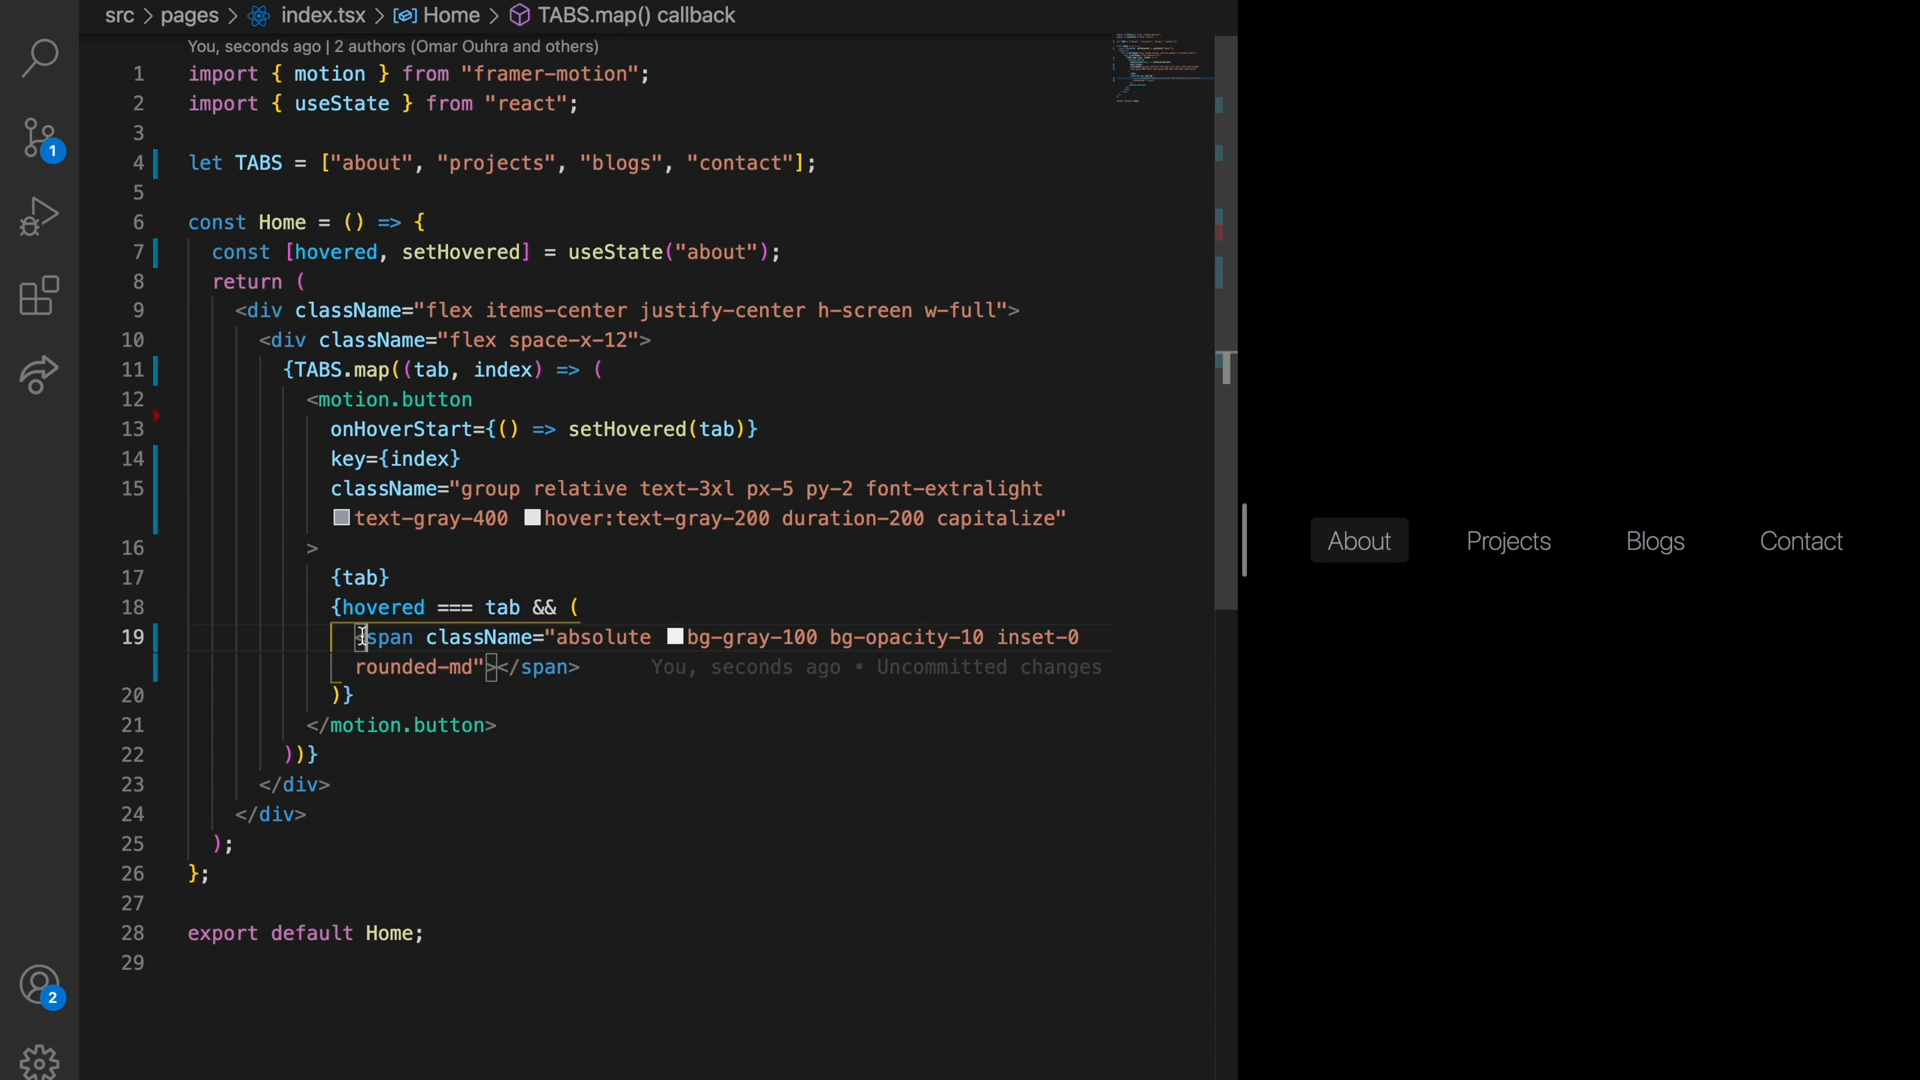 src > pages > index.tsx > Home > TABS.map() callback
You, seconds ago | 2 authors (Omar Ouhra and others)
1 import { motion } from "framer-motion";
2 import { useState } from "react";
3
4 let TABS = ["about", "projects", "blogs", "contact"];
5
6 const Home = () => {
7 const [hovered, setHovered] = useState("about");
8 return (
9 <div className="flex items-center justify-center h-screen w-full">
10 <div className="flex space-x-12">
11 {TABS.map((tab, index) => (
12 <motion.button
13 onHoverStart={() => setHovered(tab)}
14 key={index}
15 className="group relative text-3xl px-5 py-2 font-extralight
text-gray-400 hover:text-gray-200 duration-200 capitalize"
16 >
17 {tab}
18 {hovered === tab && (
19 <span className="absolute bg-gray-100 bg-opacity-10 inset-0
rounded-md"></span> You, seconds ago • Uncommitted changes
20 )}
21 </motion.button>
22 ))}
23 </div>
24 </div>
25 );
26 };
27
28 export default Home;
29
1
2
About Projects Blogs Contact